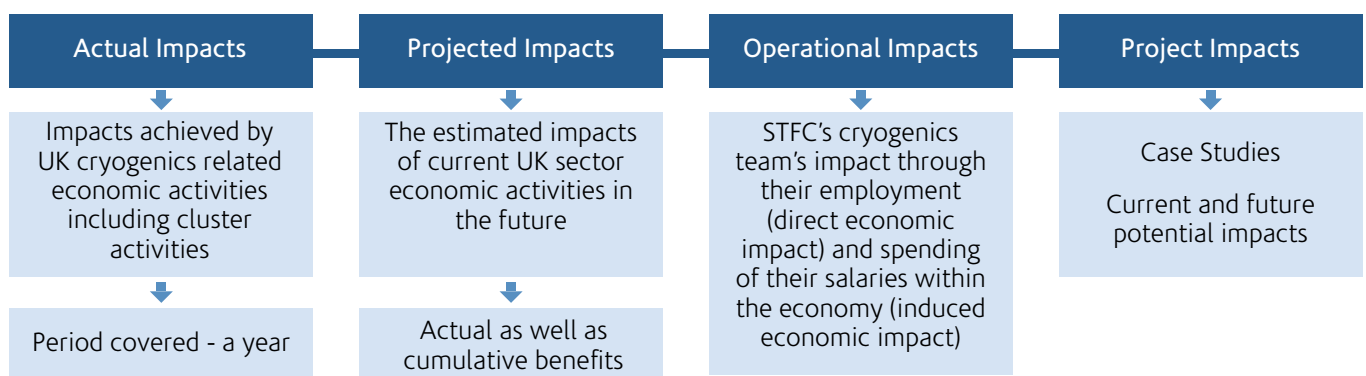 Actual Impacts
Impacts achieved by
UK cryogenics related
economic activities
including cluster
activities
Period covered - a year
Projected Impacts
The estimated impacts
of current UK sector
economic activities in
the future
Actual as well as
cumulative benefits
Operational Impacts
STFC's cryogenics
team's impact through
their employment
(direct economic
impact) and spending
of their salaries within
the economy (induced
economic impact)
Project Impacts
Case Studies
Current and future
potential impacts